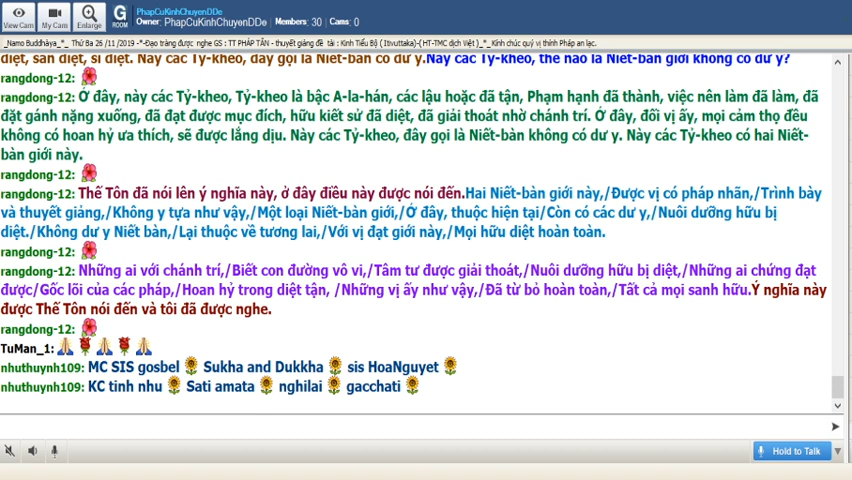 View Cam
My Cam
Enlarge
G
ROOM
PhapCuKinhChuyenDDe
Owner: PhapCuKinhChuyenDDe | Members: 30 | Cams: 0
_Namo Buddhàya_*_ Thứ Ba 26 /11 /2019 -*-Đạo tràng được nghe GS : TT PHÁP TÂN - thuyết giảng đề tài : Kinh Tiểu Bộ ( Itivuttaka)-( HT-TMC dịch Việt )_*_Kính chúc quý vị thính Pháp an lạc.
diệt, sân diệt, si diệt. Này các Tỷ-kheo, đây gọi là Niết-bàn có dư y.Này các Tỷ-kheo, thế nào là Niết-bàn giới không có dư y?
rangdong-12:
rangdong-12: Ở đây, này các Tỷ-kheo, Tỷ-kheo là bậc A-la-hán, các lậu hoặc đã tận, Phạm hạnh đã thành, việc nên làm đã làm, đã
đặt gánh nặng xuống, đã đạt được mục đích, hữu kiết sử đã diệt, đã giải thoát nhờ chánh trí. Ở đây, đối vị ấy, mọi cảm thọ đều
không có hoan hỷ ưa thích, sẽ được lắng dịu. Này các Tỷ-kheo, đây gọi là Niết-bàn không có dư y. Này các Tỷ-kheo có hai Niết-
bàn giới này.
rangdong-12:
rangdong-12: Thế Tôn đã nói lên ý nghĩa này, ở đây điều này được nói đến.Hai Niết-bàn giới này,/Được vị có pháp nhãn,/Trình bày
và thuyết giảng,/Không y tựa như vậy,/Một loại Niết-bàn giới,/Ở đây, thuộc hiện tại/Còn có các dư y,/Nuôi dưỡng hữu bị
diệt./Không dư y Niết bàn,/Lại thuộc về tương lai,/Với vị đạt giới này,/Mọi hữu diệt hoàn toàn.
rangdong-12:
rangdong-12: Những ai với chánh trí,/Biết con đường vô vi,/Tâm tư được giải thoát,/Nuôi dưỡng hữu bị diệt,/Những ai chứng đạt
được/Gốc lõi của các pháp,/Hoan hỷ trong diệt tận, /Những vị ấy như vậy,/Đã từ bỏ hoàn toàn,/Tất cả mọi sanh hữu.Ý nghĩa này
được Thế Tôn nói đến và tôi đã được nghe.
rangdong-12:
TuMan_1:
nhuthuynh109: MC SIS gosbel Sukha and Dukkha sis HoaNguyet
nhuthuynh109: KC tinh nhu Sati amata nghilai gacchati
Hold to Talk